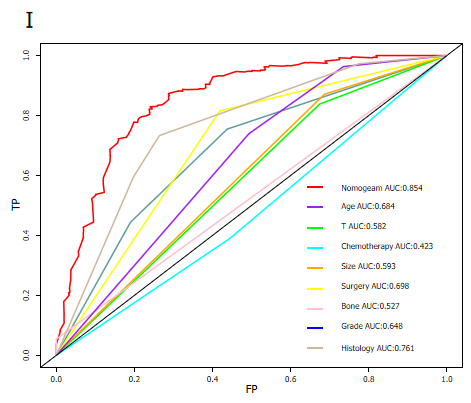 I
1.0
0.8
0.6
0.4
0.2
0.0
TP
Nomogeam AUC:0.854
Age AUC:0.684
T AUC:0.582
Chemotherapy AUC:0.423
Size AUC:0.593
Surgery AUC:0.698
Bone AUC:0.527
Grade AUC:0.648
Histology AUC:0.761
0.0 0.2 0.4 0.6 0.8 1.0
FP